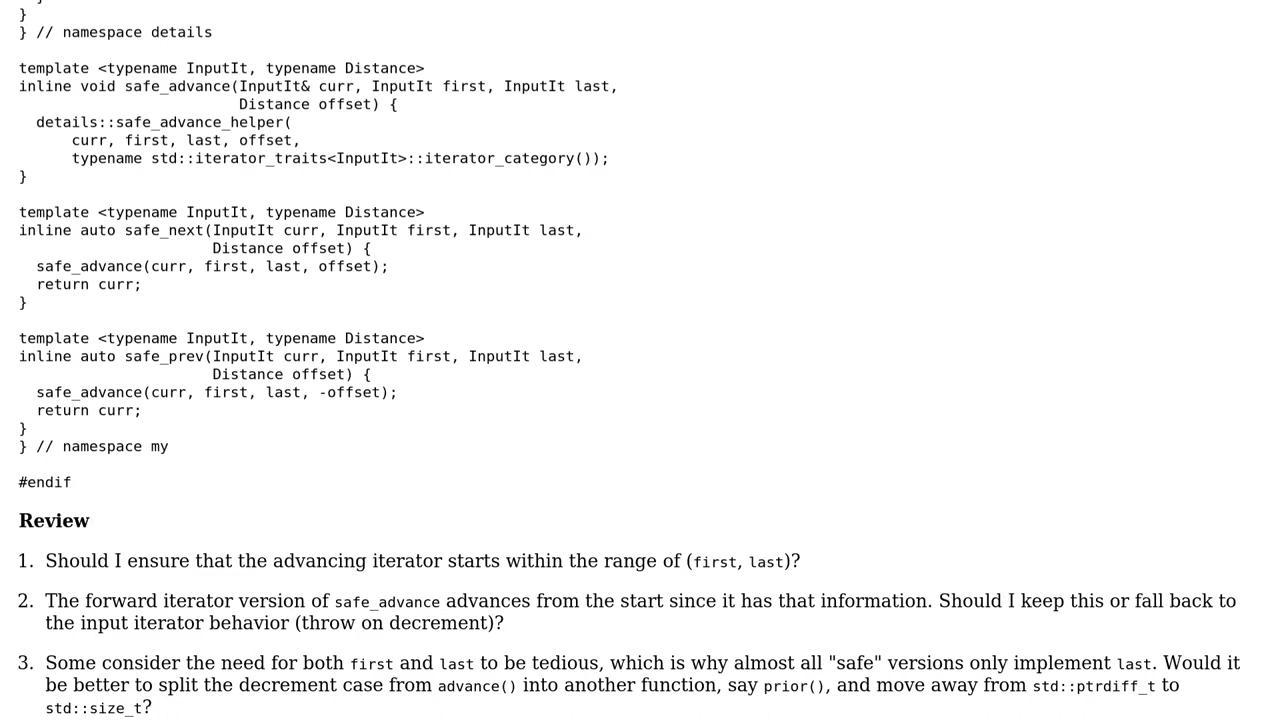 }
} // namespace details
template <typename InputIt, typename Distance>
inline void safe_advance(InputIt& curr, InputIt first, InputIt last,
                         Distance offset) {
  details::safe_advance_helper(
      curr, first, last, offset,
      typename std::iterator_traits<InputIt>::iterator_category());
}
template <typename InputIt, typename Distance>
inline auto safe_next(InputIt curr, InputIt first, InputIt last,
                      Distance offset) {
  safe_advance(curr, first, last, offset);
  return curr;
}
template <typename InputIt, typename Distance>
inline auto safe_prev(InputIt curr, InputIt first, InputIt last,
                      Distance offset) {
  safe_advance(curr, first, last, -offset);
  return curr;
}
} // namespace my
#endif
Review
1. Should I ensure that the advancing iterator starts within the range of (first, last)?
2. The forward iterator version of safe_advance advances from the start since it has that information. Should I keep this or fall back to
the input iterator behavior (throw on decrement)?
3. Some consider the need for both first and last to be tedious, which is why almost all "safe" versions only implement last. Would it
be better to split the decrement case from advance() into another function, say prior(), and move away from std::ptrdiff_t to
std::size_t?